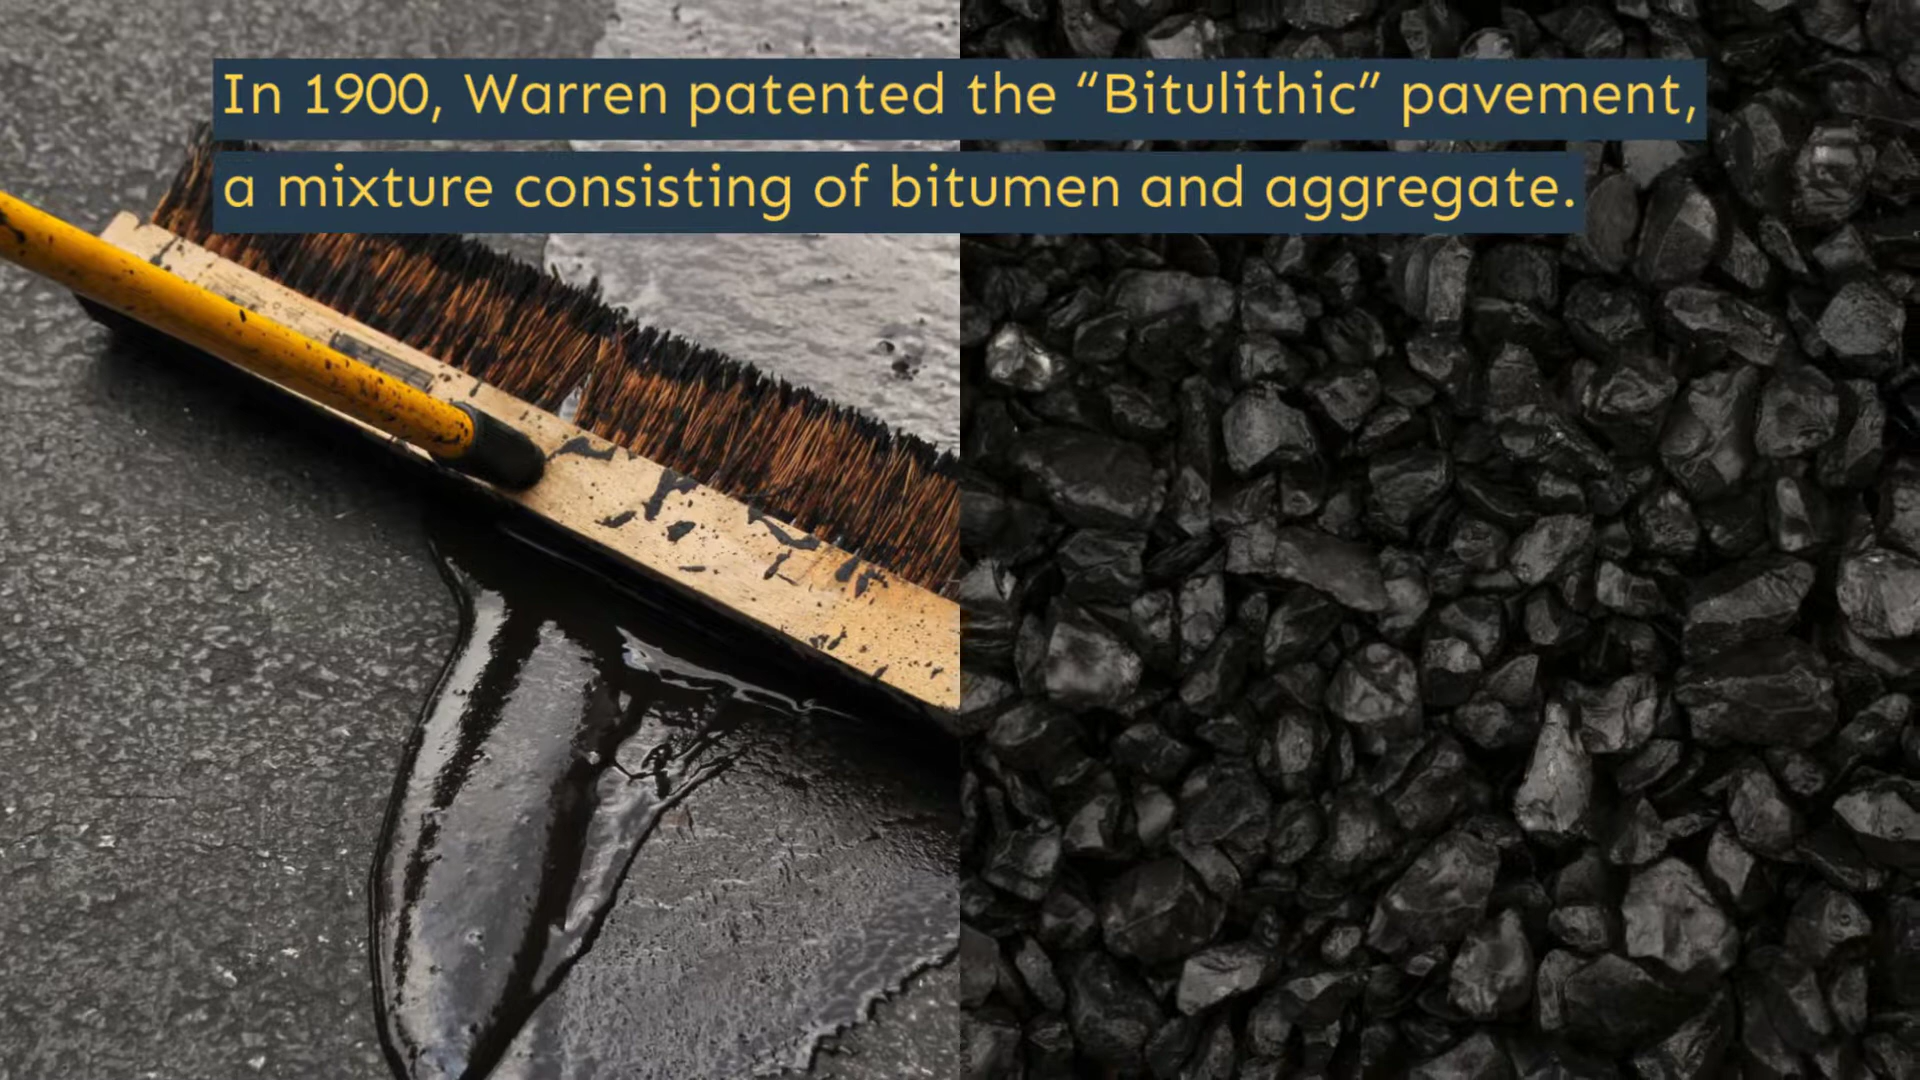 In 1900, Warren patented the “Bitulithic” pavement,
a mixture consisting of bitumen and aggregate.